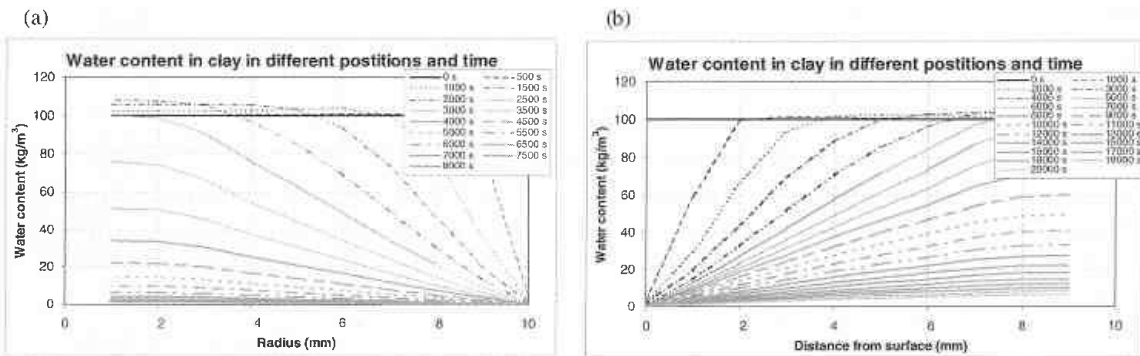 (a)
Water content in clay in different postitions and time
Water content (kg/m³)
120
100
80
60
40
20
0
0 s 500 s
1000 s 1500 s
2000 s 2500 s
3000 s 3500 s
4000 s 4500 s
5000 s 5500 s
6000 s 6500 s
7000 s 7500 s
8000 s
0 2 4 6 8 10
Radius (mm)
(b)
Water content in clay in different postitions and time
Water content (kg/m³)
120
100
80
60
40
20
0
0 s 1000 s
2000 s 3000 s
4000 s 5000 s
6000 s 7000 s
8000 s 9000 s
10000 s 11000 s
12000 s
14000 s 15000 s
16000 s 17000 s
18000 s 19000 s
20000 s
0 2 4 6 8 10
Distance from surface (mm)